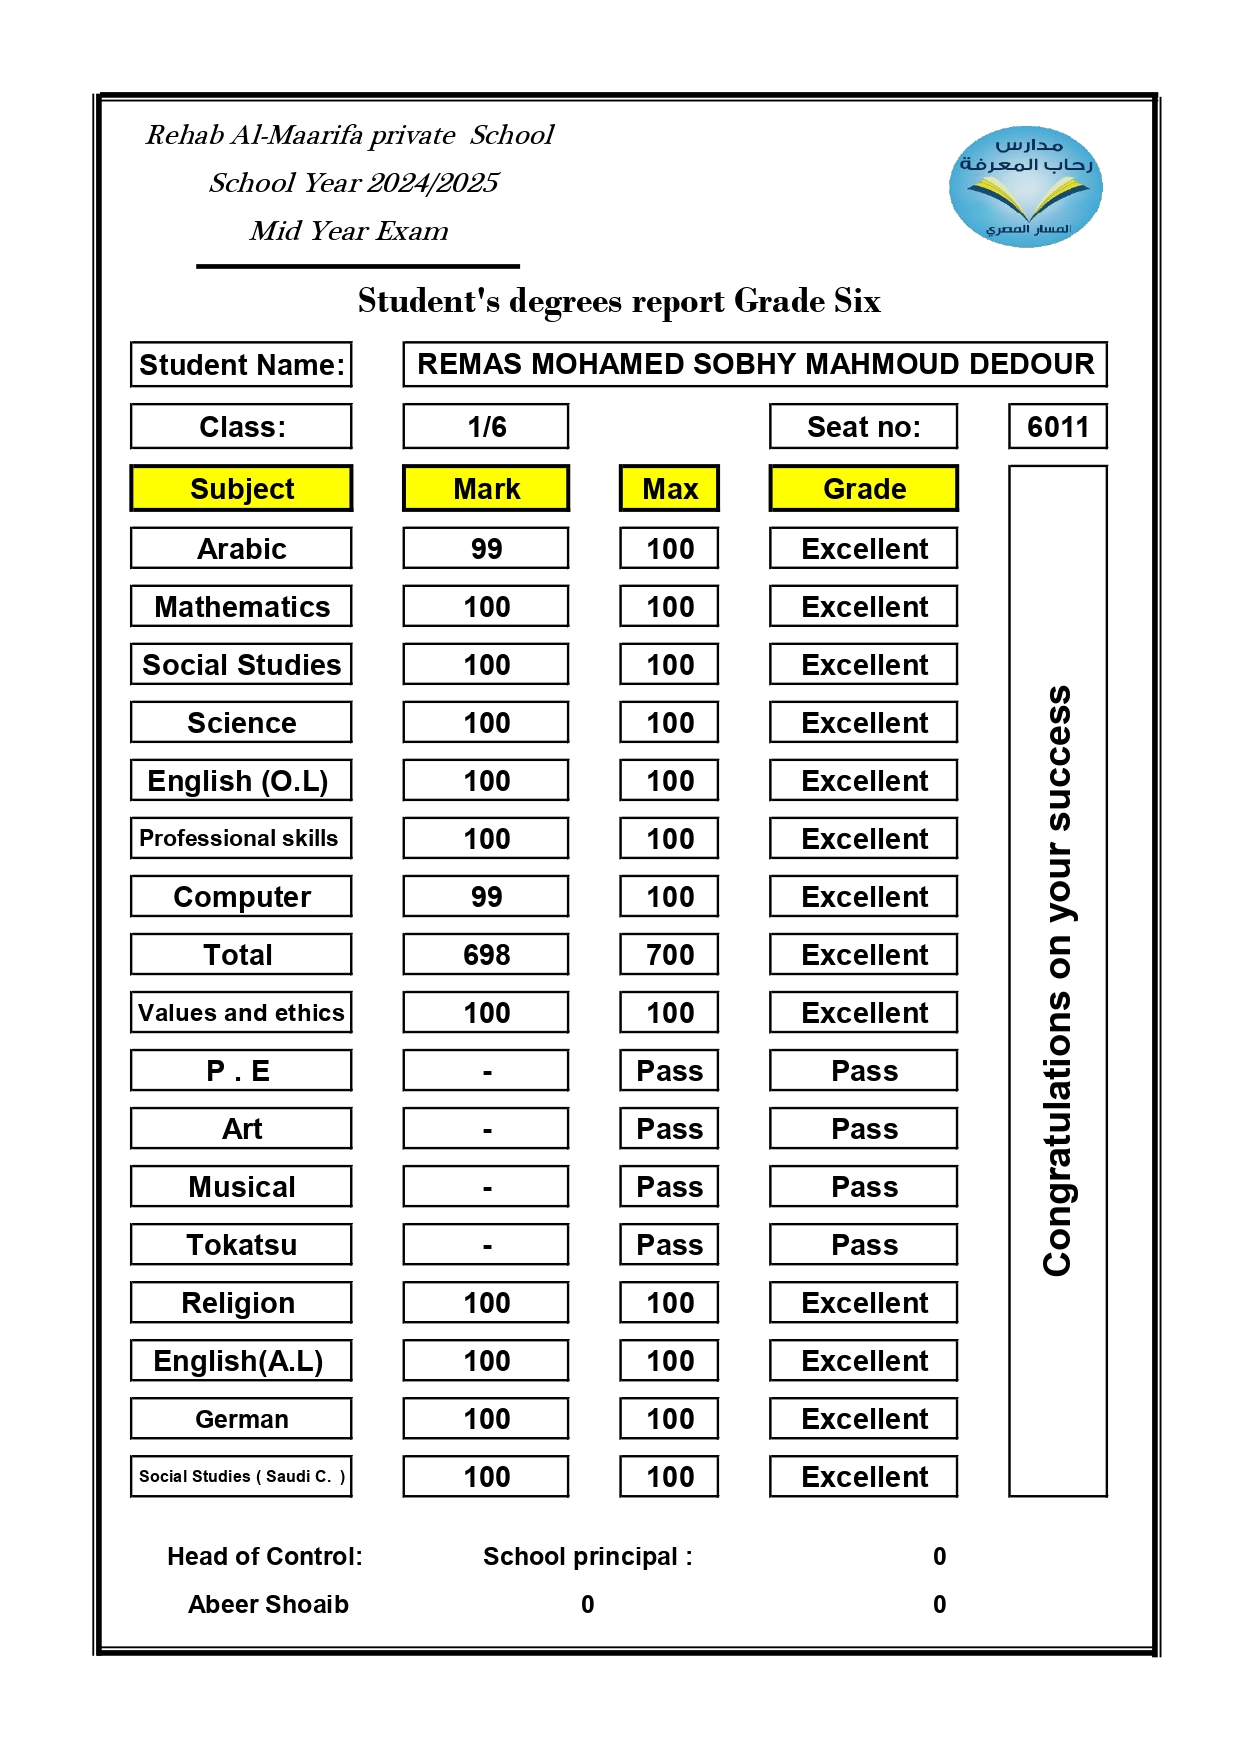 Rehab Al-Maarifa private School
School Year 2024/2025
Mid Year Exam
مدارس
رحاب المعرفة
المسار المصري
Student's degrees report Grade Six
Student Name: REMAS MOHAMED SOBHY MAHMOUD DEDOUR
Class: 1/6 Seat no: 6011
Subject Mark Max Grade
Arabic 99 100 Excellent
Mathematics 100 100 Excellent
Social Studies 100 100 Excellent
Science 100 100 Excellent
English (O.L) 100 100 Excellent
Professional skills 100 100 Excellent
Computer 99 100 Excellent
Total 698 700 Excellent
Values and ethics 100 100 Excellent
P . E - Pass Pass
Art - Pass Pass
Musical - Pass Pass
Tokatsu - Pass Pass
Religion 100 100 Excellent
English(A.L) 100 100 Excellent
German 100 100 Excellent
Social Studies ( Saudi C. ) 100 100 Excellent
Congratulations on your success
Head of Control: School principal : 0
Abeer Shoaib 0 0